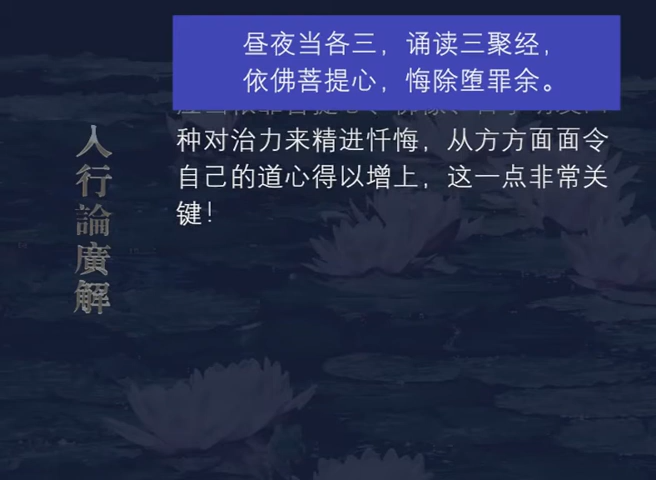 昼夜当各三，诵读三聚经，
依佛菩提心，悔除堕罪余。
种对治力来精进忏悔，从方方面面令
自己的道心得以增上，这一点非常关
键！
入行論廣解